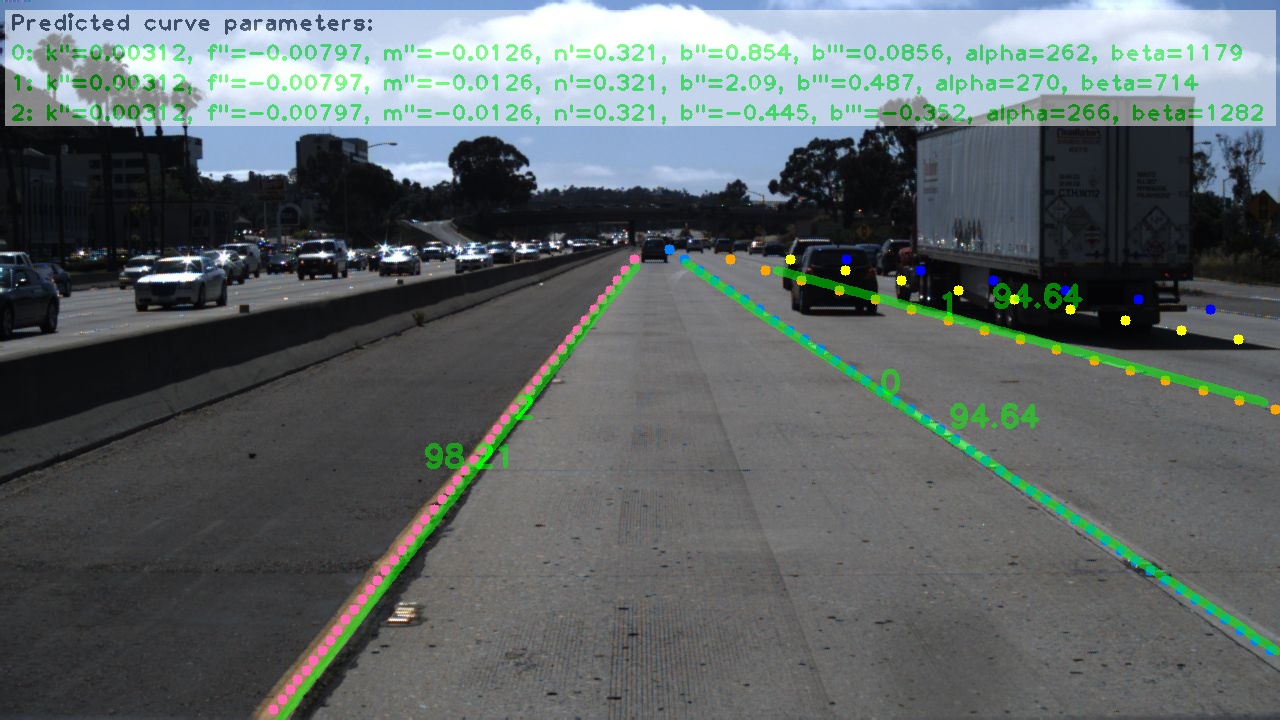 Predicted curve parameters:
0: k''=0.00312, f''=-0.00797, m''=-0.0126, n'=0.321, b''=0.854, b'''=0.0856, alpha=262, beta=1179
1: k''=0.00312, f''=-0.00797, m''=-0.0126, n'=0.321, b''=2.09, b'''=0.487, alpha=270, beta=714
2: k''=0.00312, f''=-0.00797, m''=-0.0126, n'=0.321, b''=-0.445, b'''=-0.352, alpha=266, beta=1282
1 94.64
0
94.64
2
98.21